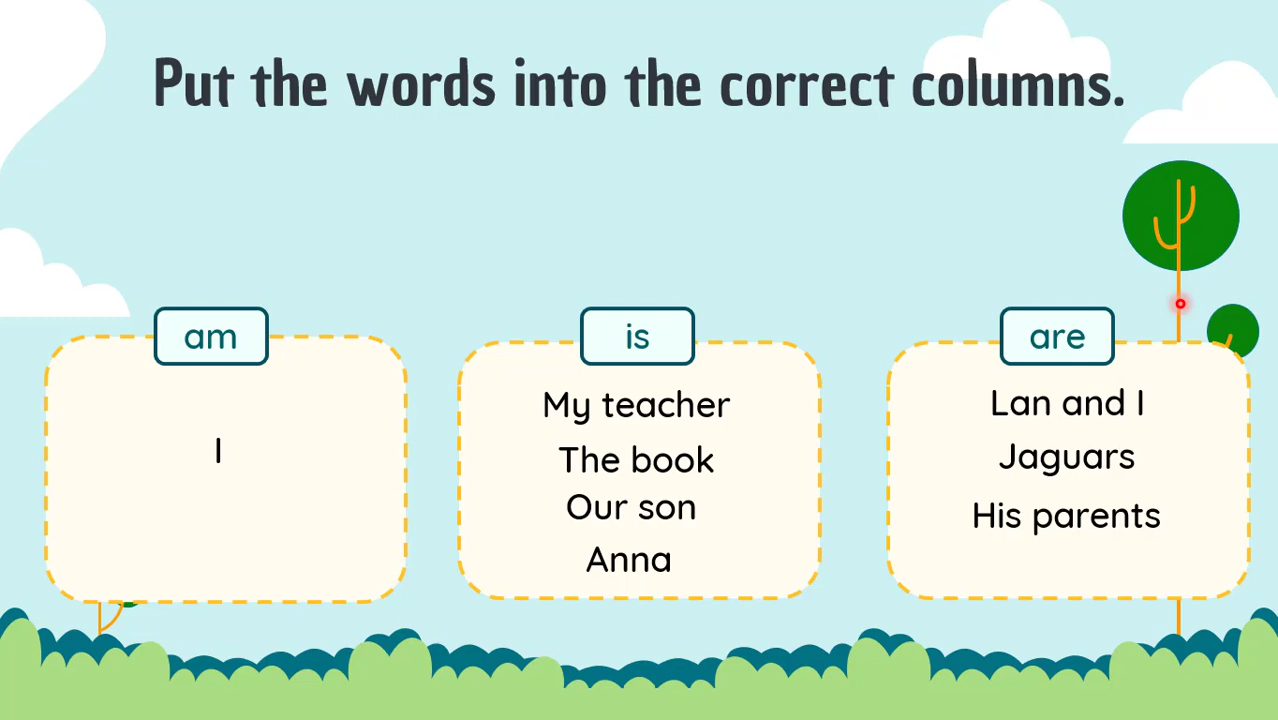 Put the words into the correct columns.
am
I
is
My teacher
The book
Our son
Anna
are
Lan and I
Jaguars
His parents